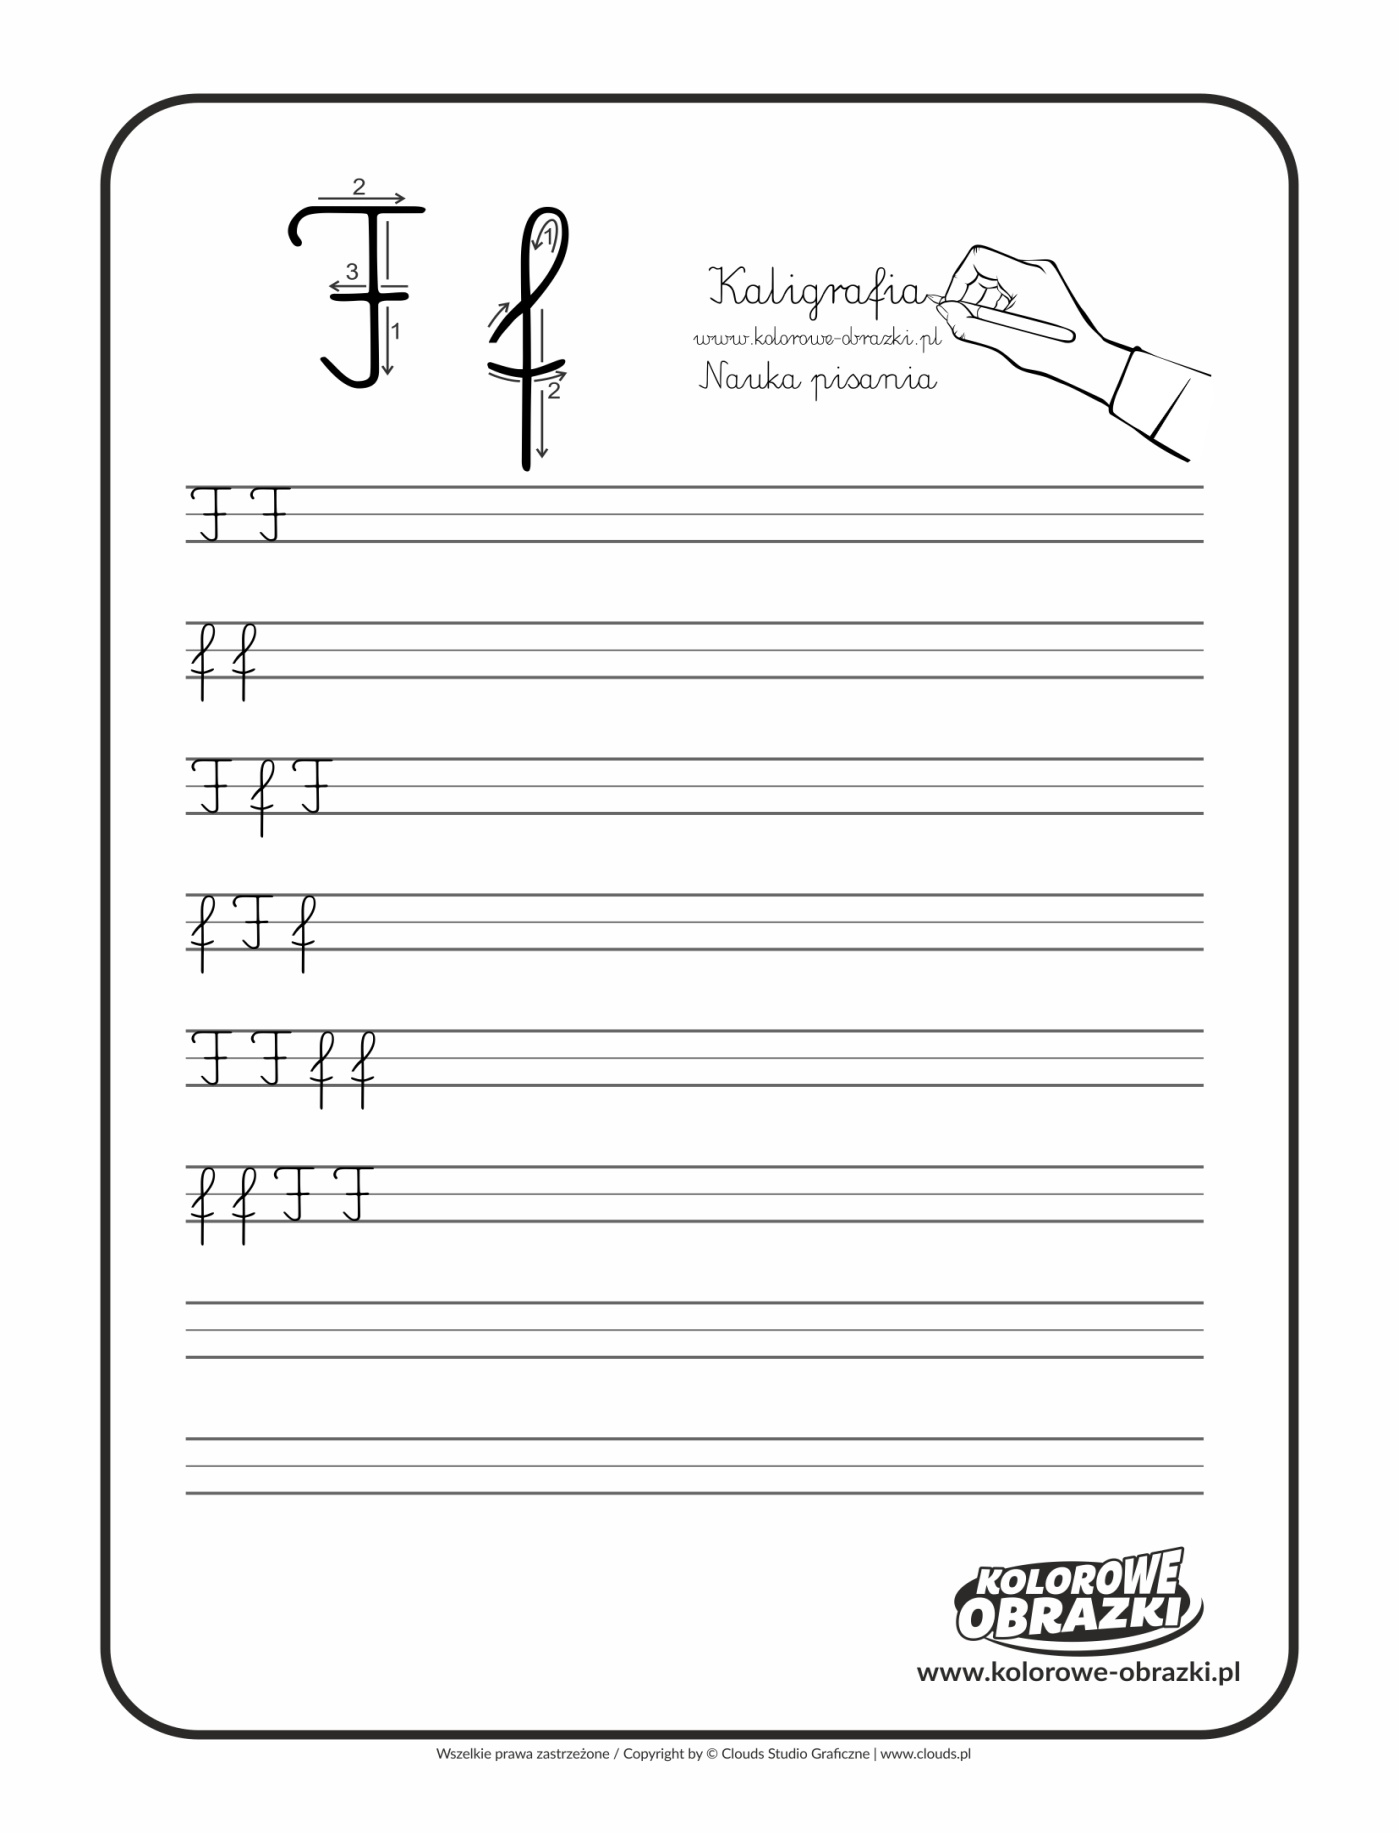 2
3
1
F f
1
2
Kaligrafia
www.kolorowe-obrazki.pl
Nauka pisania
F F
f f
F f F
f F f
F F f f
f f F F
KOLOROWE
OBRAZKI
www.kolorowe-obrazki.pl
Wszelkie prawa zastrzeżone / Copyright by © Clouds Studio Graficzne | www.clouds.pl